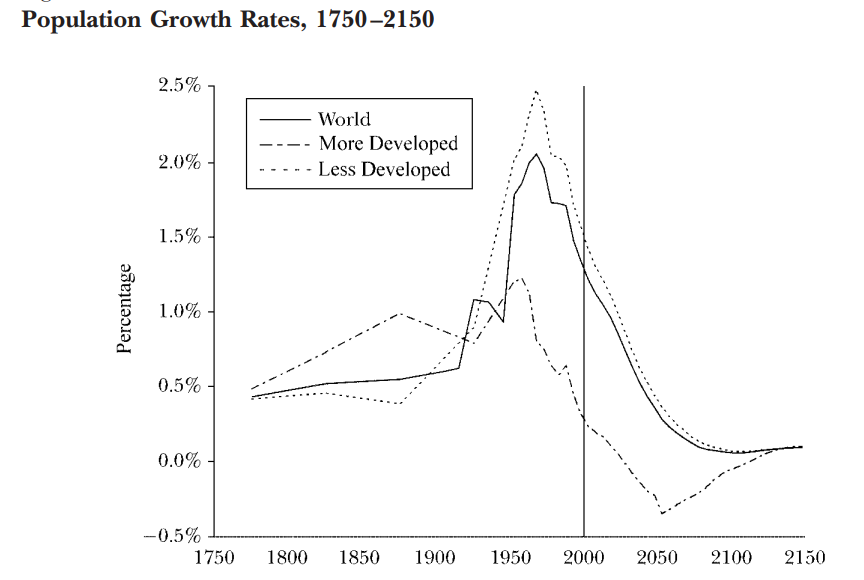 Population Growth Rates, 1750–2150
2.5%
World
More Developed
2.0%
Less Developed
1.5%
Percentage
1.0%
0.5%
0.0%
−0.5%
1750 1800 1850 1900 1950 2000 2050 2100 2150